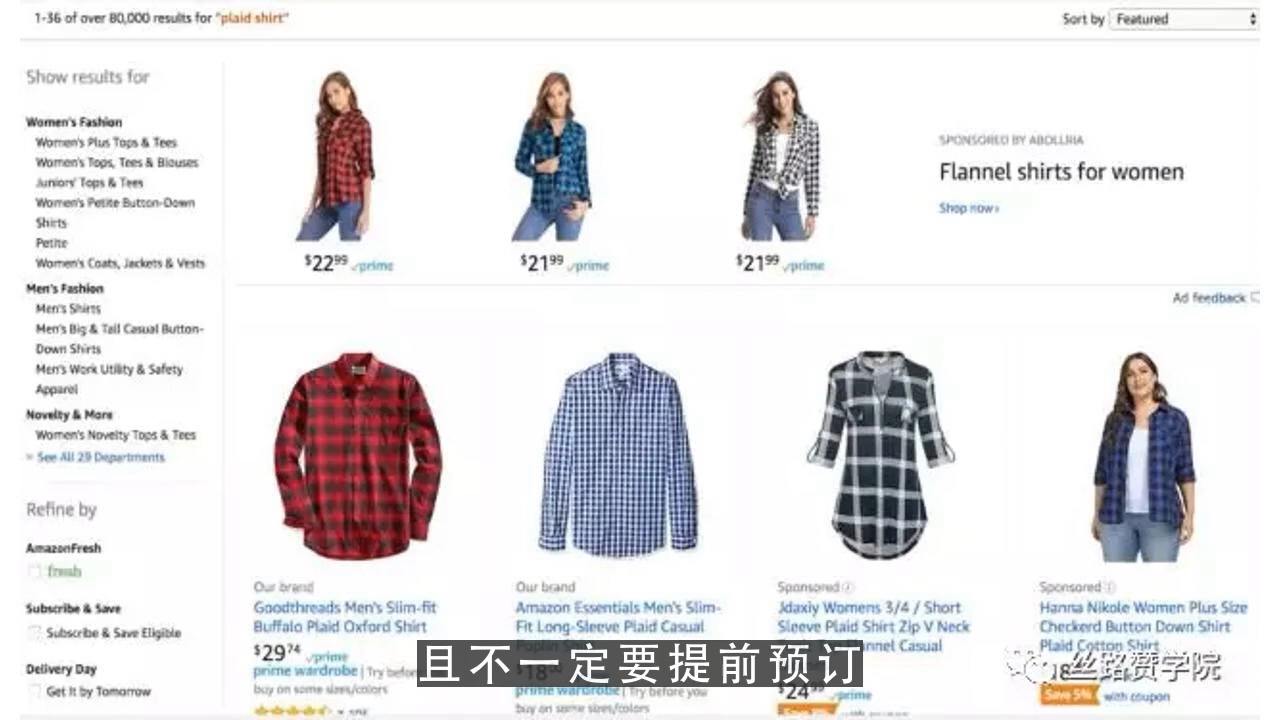 1-36 of over 80,000 results for "plaid shirt"
Sort by Featured
Show results for
Women's Fashion
Women's Plus Tops & Tees
Women's Tops, Tees & Blouses
Juniors' Tops & Tees
Women's Petite Button-Down
Shirts
Petite
Women's Coats, Jackets & Vests
Men's Fashion
Men's Shirts
Men's Big & Tall Casual Button-
Down Shirts
Men's Work Utility & Safety
Apparel
Novelty & More
Women's Novelty Tops & Tees
See All 29 Departments
Refine by
AmazonFresh
fresh
Subscribe & Save
Subscribe & Save Eligible
Delivery Day
Get It by Tomorrow
$22.99 prime
$21.99 prime
$21.99 prime
SPONSORED BY ABOLLRIA
Flannel shirts for women
Shop now ›
Ad feedback
Our brand
Goodthreads Men's Slim-fit
Buffalo Plaid Oxford Shirt
$29.74 prime
prime wardrobe | Try before
buy on some sizes/colors
Our brand
Amazon Essentials Men's Slim-
Fit Long-Sleeve Plaid Casual
prime wardrobe | Try before you
buy on some sizes/colors
Sponsored
Jdaxiy Womens 3/4 / Short
Sleeve Plaid Shirt Zip V Neck
Flannel Casual
$24.99 prime
Sponsored
Hanna Nikole Women Plus Size
Checkerd Button Down Shirt
Plaid Cotton Shirt
Save 5% with coupon
且不一定要提前预订
丝路赞学院